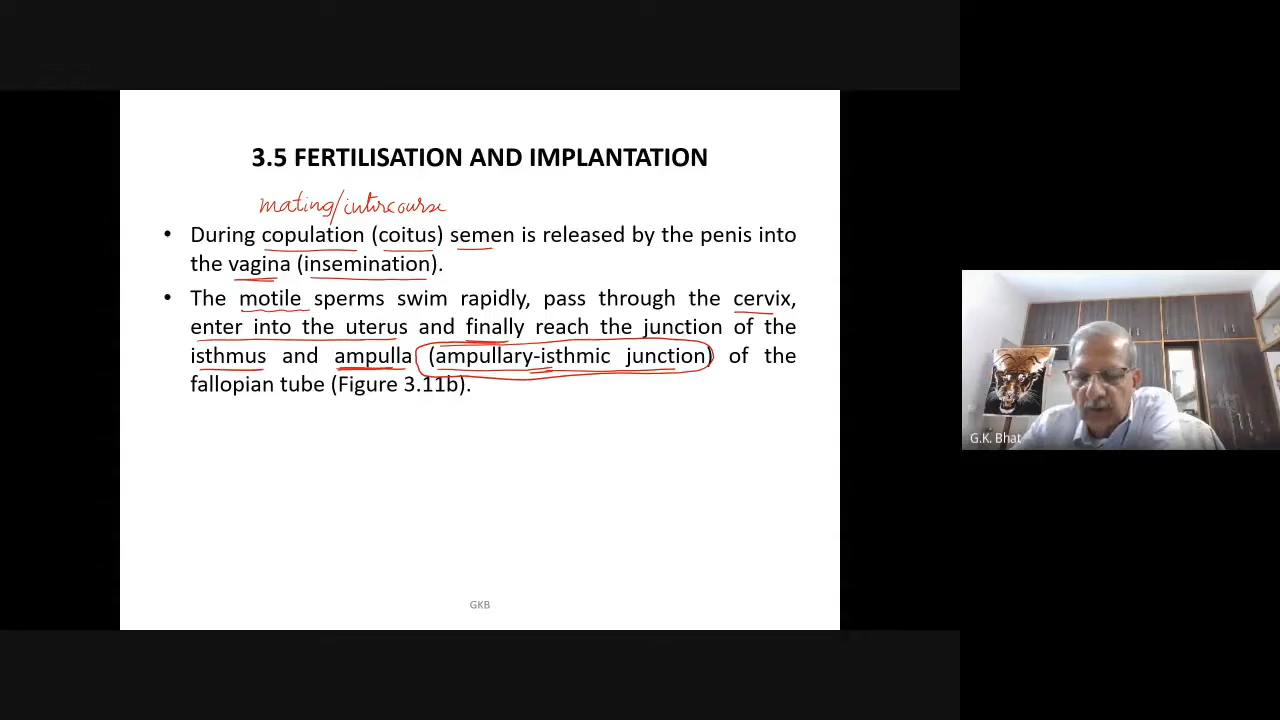 3.5 FERTILISATION AND IMPLANTATION
mating/intercourse
• During copulation (coitus) semen is released by the penis into
the vagina (insemination).
• The motile sperms swim rapidly, pass through the cervix,
enter into the uterus and finally reach the junction of the
isthmus and ampulla (ampullary-isthmic junction) of the
fallopian tube (Figure 3.11b).
GKB
G.K. Bhat